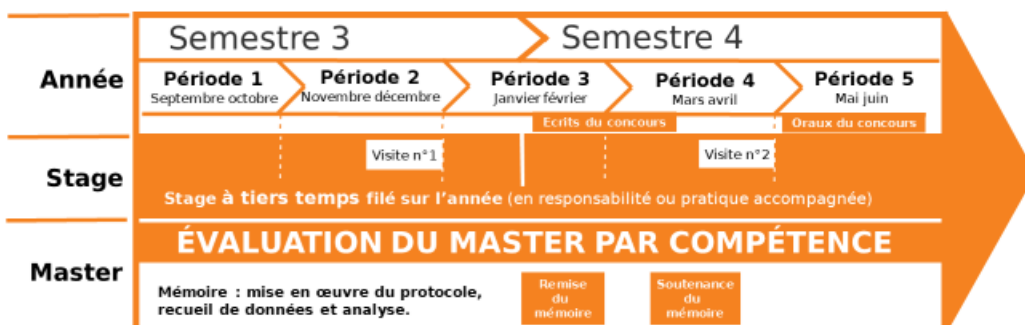 Semestre 3
Semestre 4
Année
Période 1
Septembre octobre
Période 2
Novembre décembre
Période 3
Janvier février
Période 4
Mars avril
Période 5
Mai juin
Ecrits du concours
Oraux du concours
Stage
Visite n°1
Visite n°2
Stage à tiers temps filé sur l’année (en responsabilité ou pratique accompagnée)
Master
ÉVALUATION DU MASTER PAR COMPÉTENCE
Mémoire : mise en œuvre du protocole,
recueil de données et analyse.
Remise
du
mémoire
Soutenance
du
mémoire